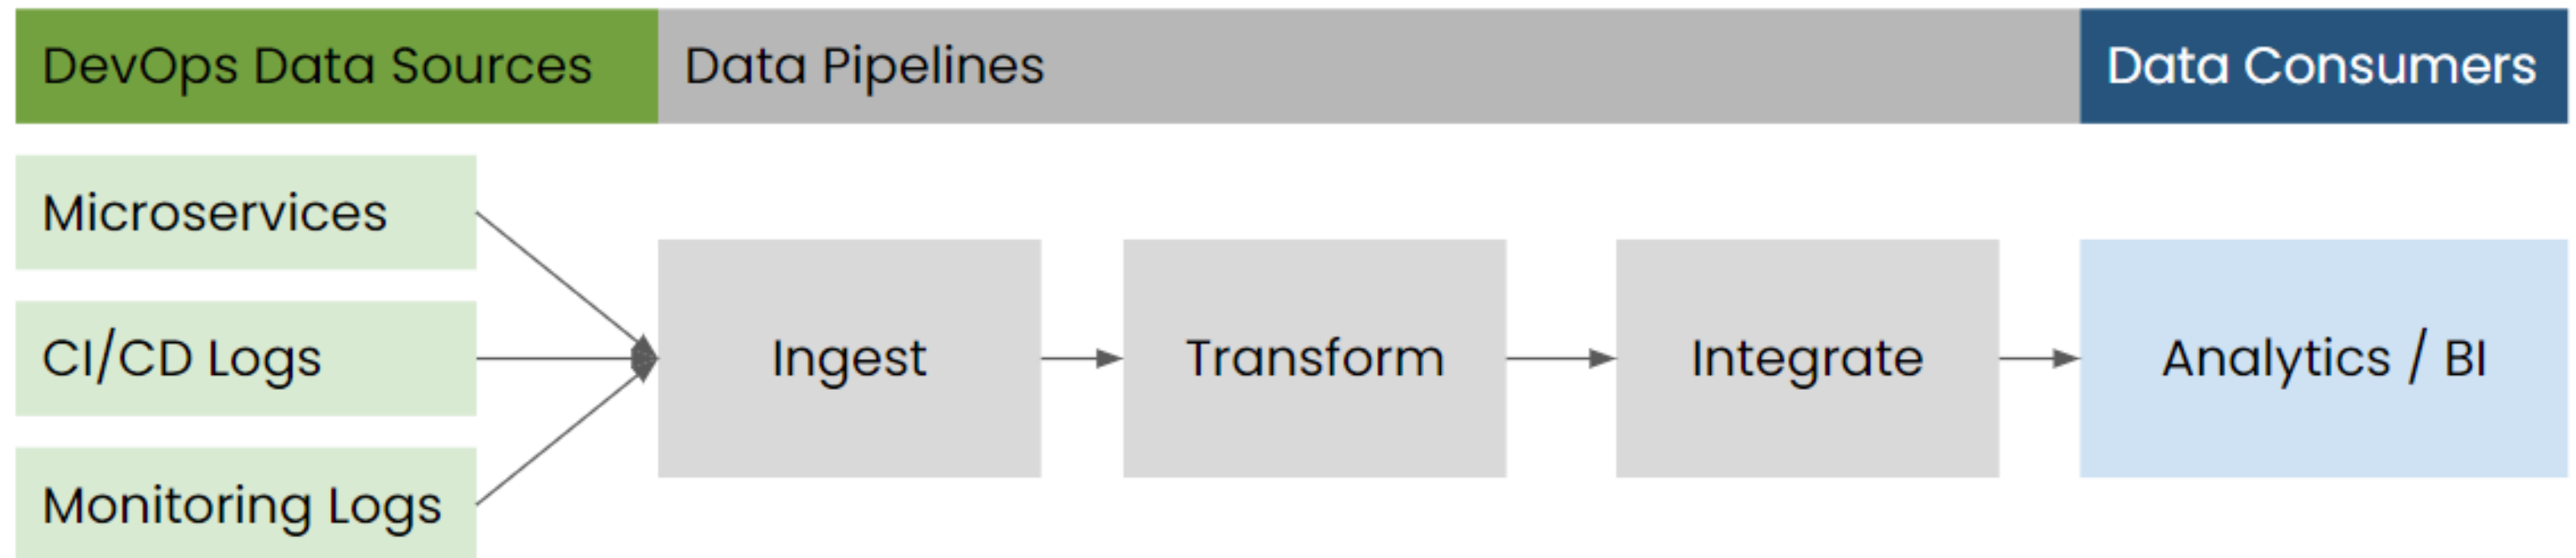 DevOps Data Sources
Data Pipelines
Data Consumers
Microservices
CI/CD Logs
Monitoring Logs
Ingest
Transform
Integrate
Analytics / BI